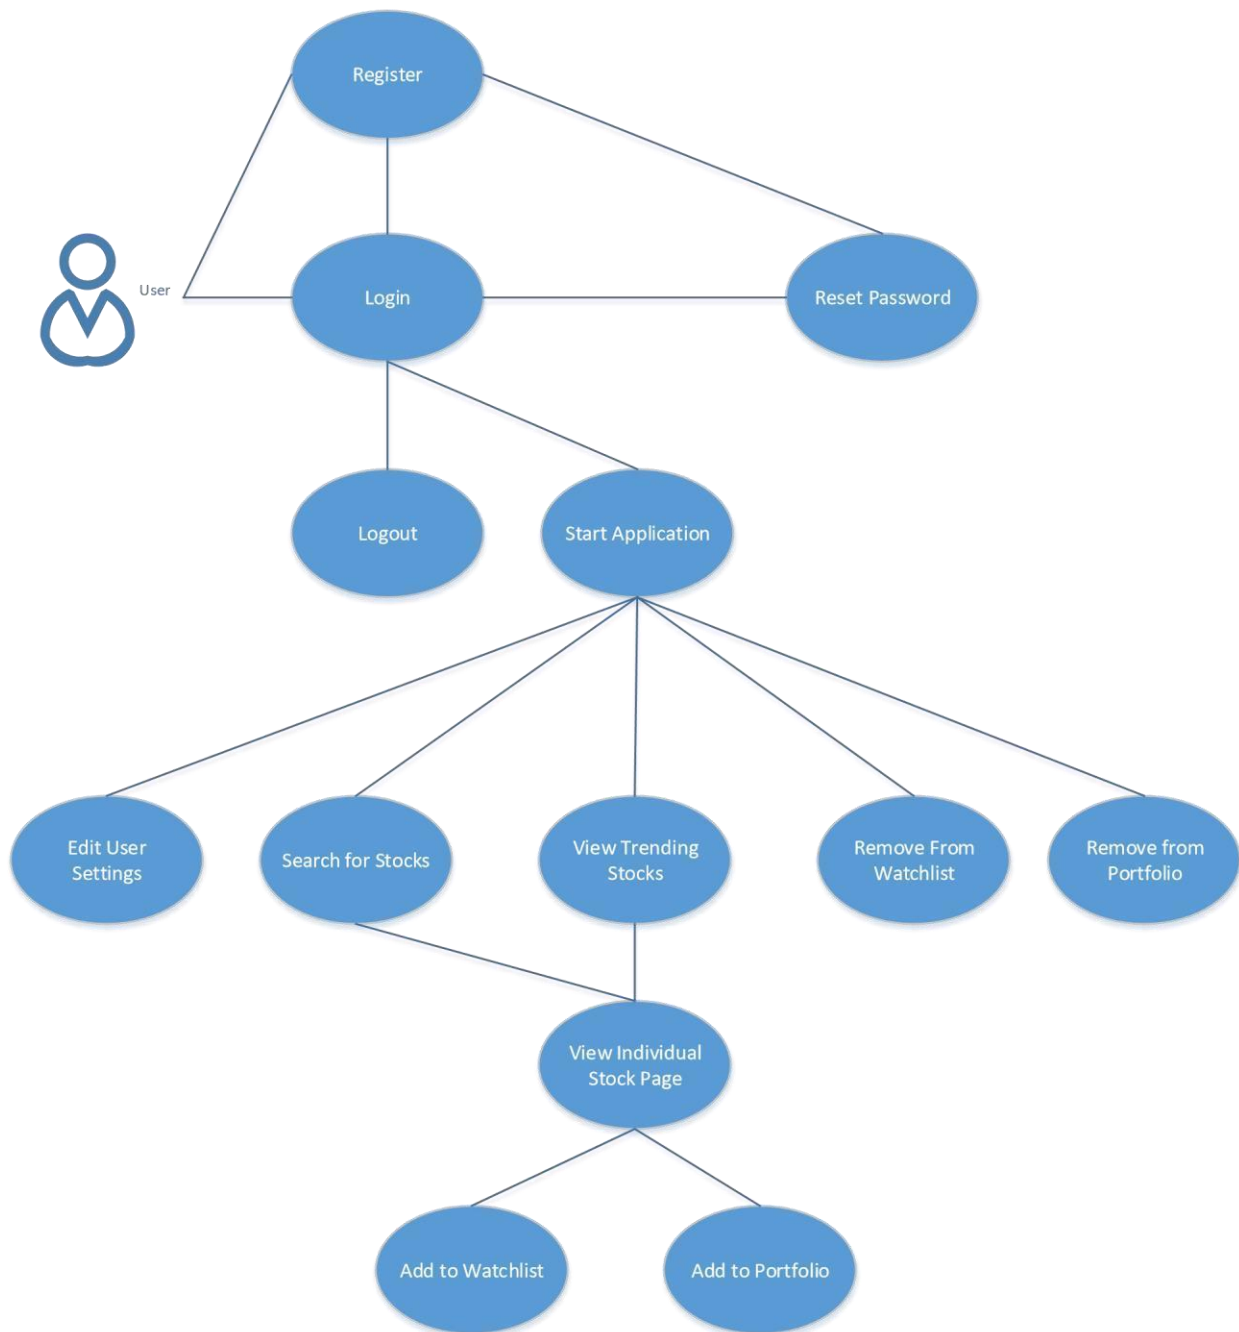 Register
User
Login
Reset Password
Logout
Start Application
Edit User
Settings
Search for Stocks
View Trending
Stocks
Remove From
Watchlist
Remove from
Portfolio
View Individual
Stock Page
Add to Watchlist
Add to Portfolio